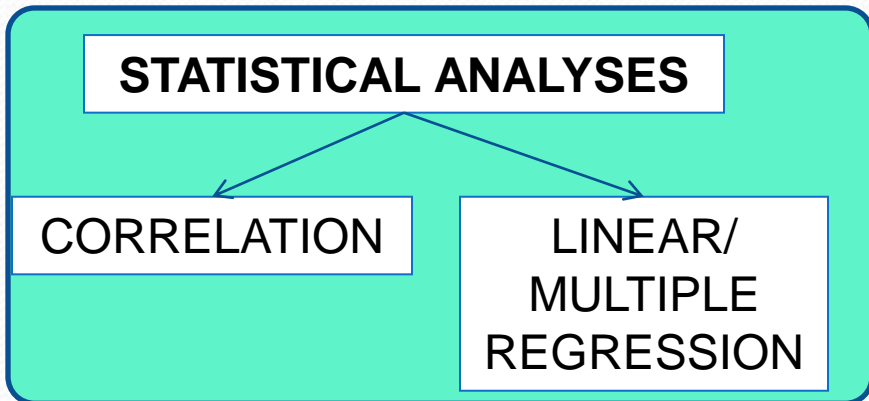 STATISTICAL ANALYSES
CORRELATION
LINEAR/
MULTIPLE
REGRESSION